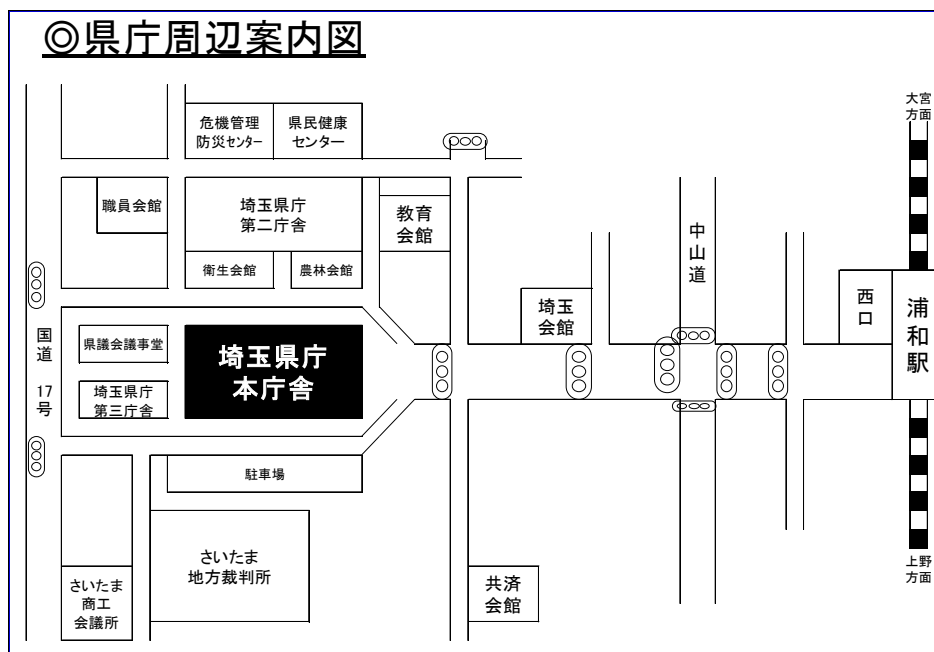 ◎県庁周辺案内図
大宮
方面
危機管理
防災センター
県民健康
センター
職員会館
埼玉県庁
第二庁舎
教育
会館
中山道
衛生会館
農林会館
埼玉
会館
西口
浦和駅
国道
17号
県議会議事堂
埼玉県庁
本庁舎
埼玉県庁
第三庁舎
駐車場
さいたま
地方裁判所
さいたま
商工
会議所
共済
会館
上野
方面